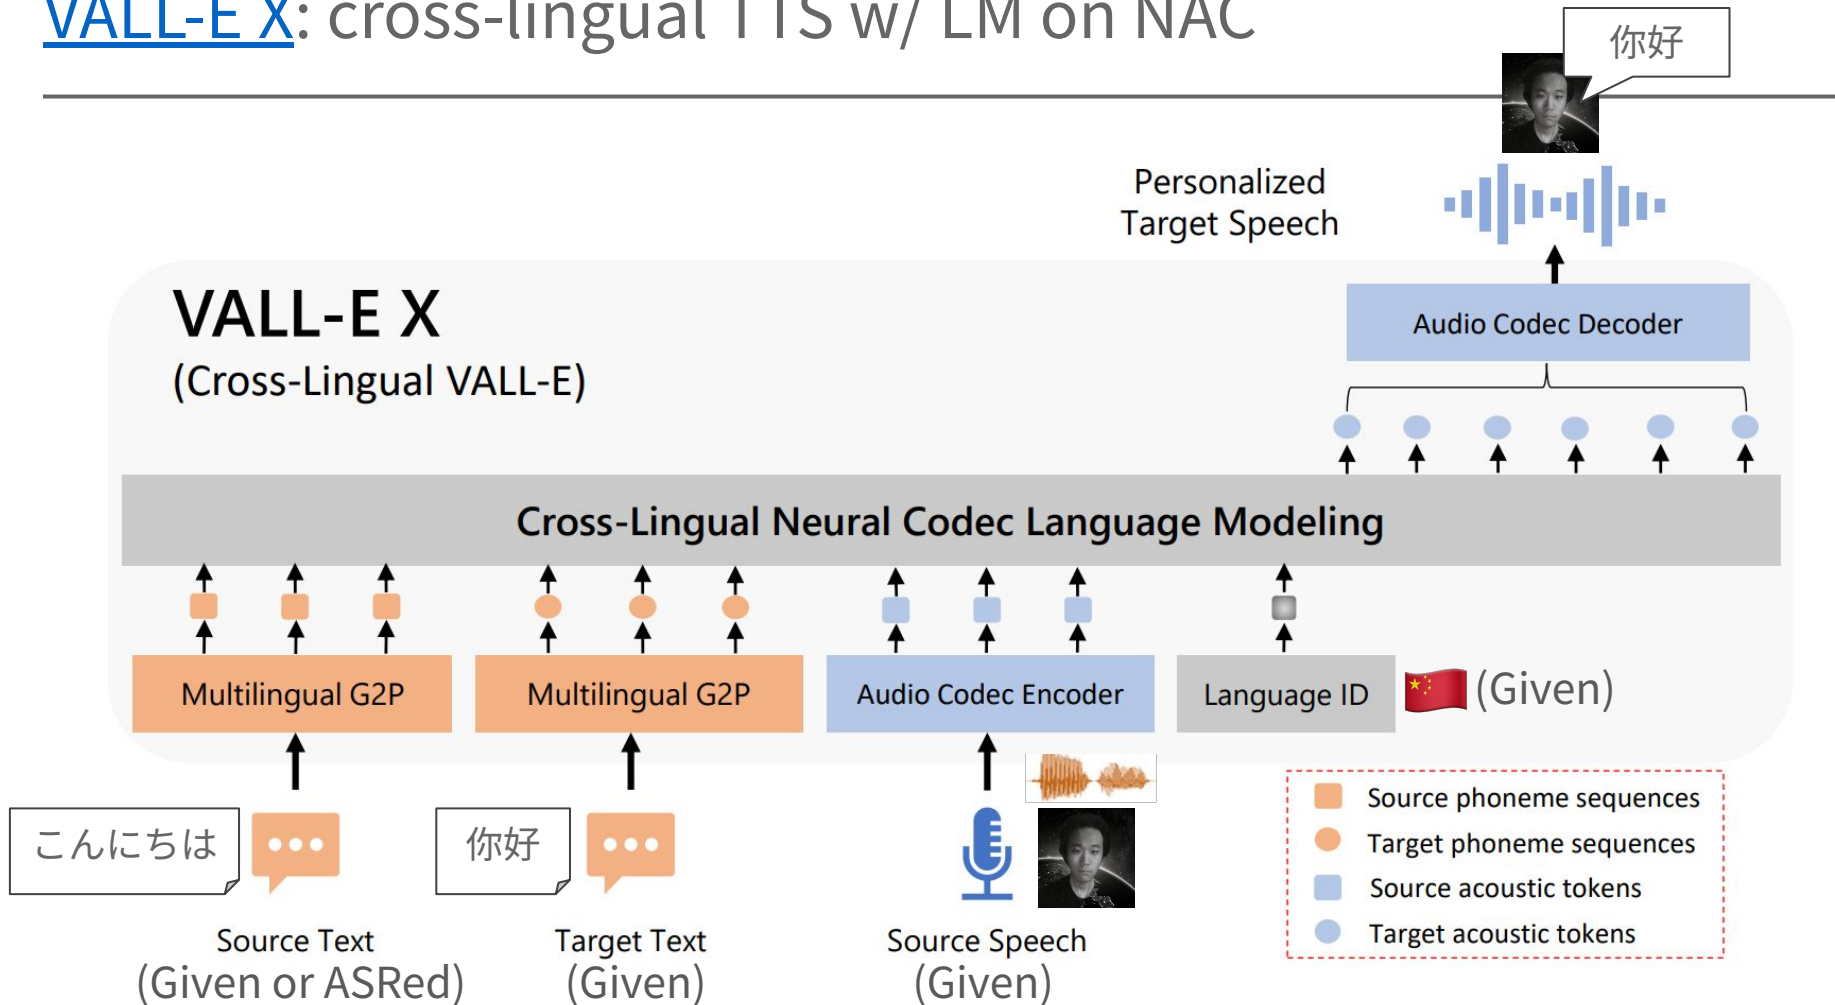 VALL-E X: cross-lingual TTS w/ LM on NAC
你好
Personalized
Target Speech
VALL-E X
(Cross-Lingual VALL-E)
Audio Codec Decoder
Cross-Lingual Neural Codec Language Modeling
Multilingual G2P
Multilingual G2P
Audio Codec Encoder
Language ID
(Given)
こんにちは
你好
Source Text
(Given or ASRed)
Target Text
(Given)
Source Speech
(Given)
Source phoneme sequences
Target phoneme sequences
Source acoustic tokens
Target acoustic tokens